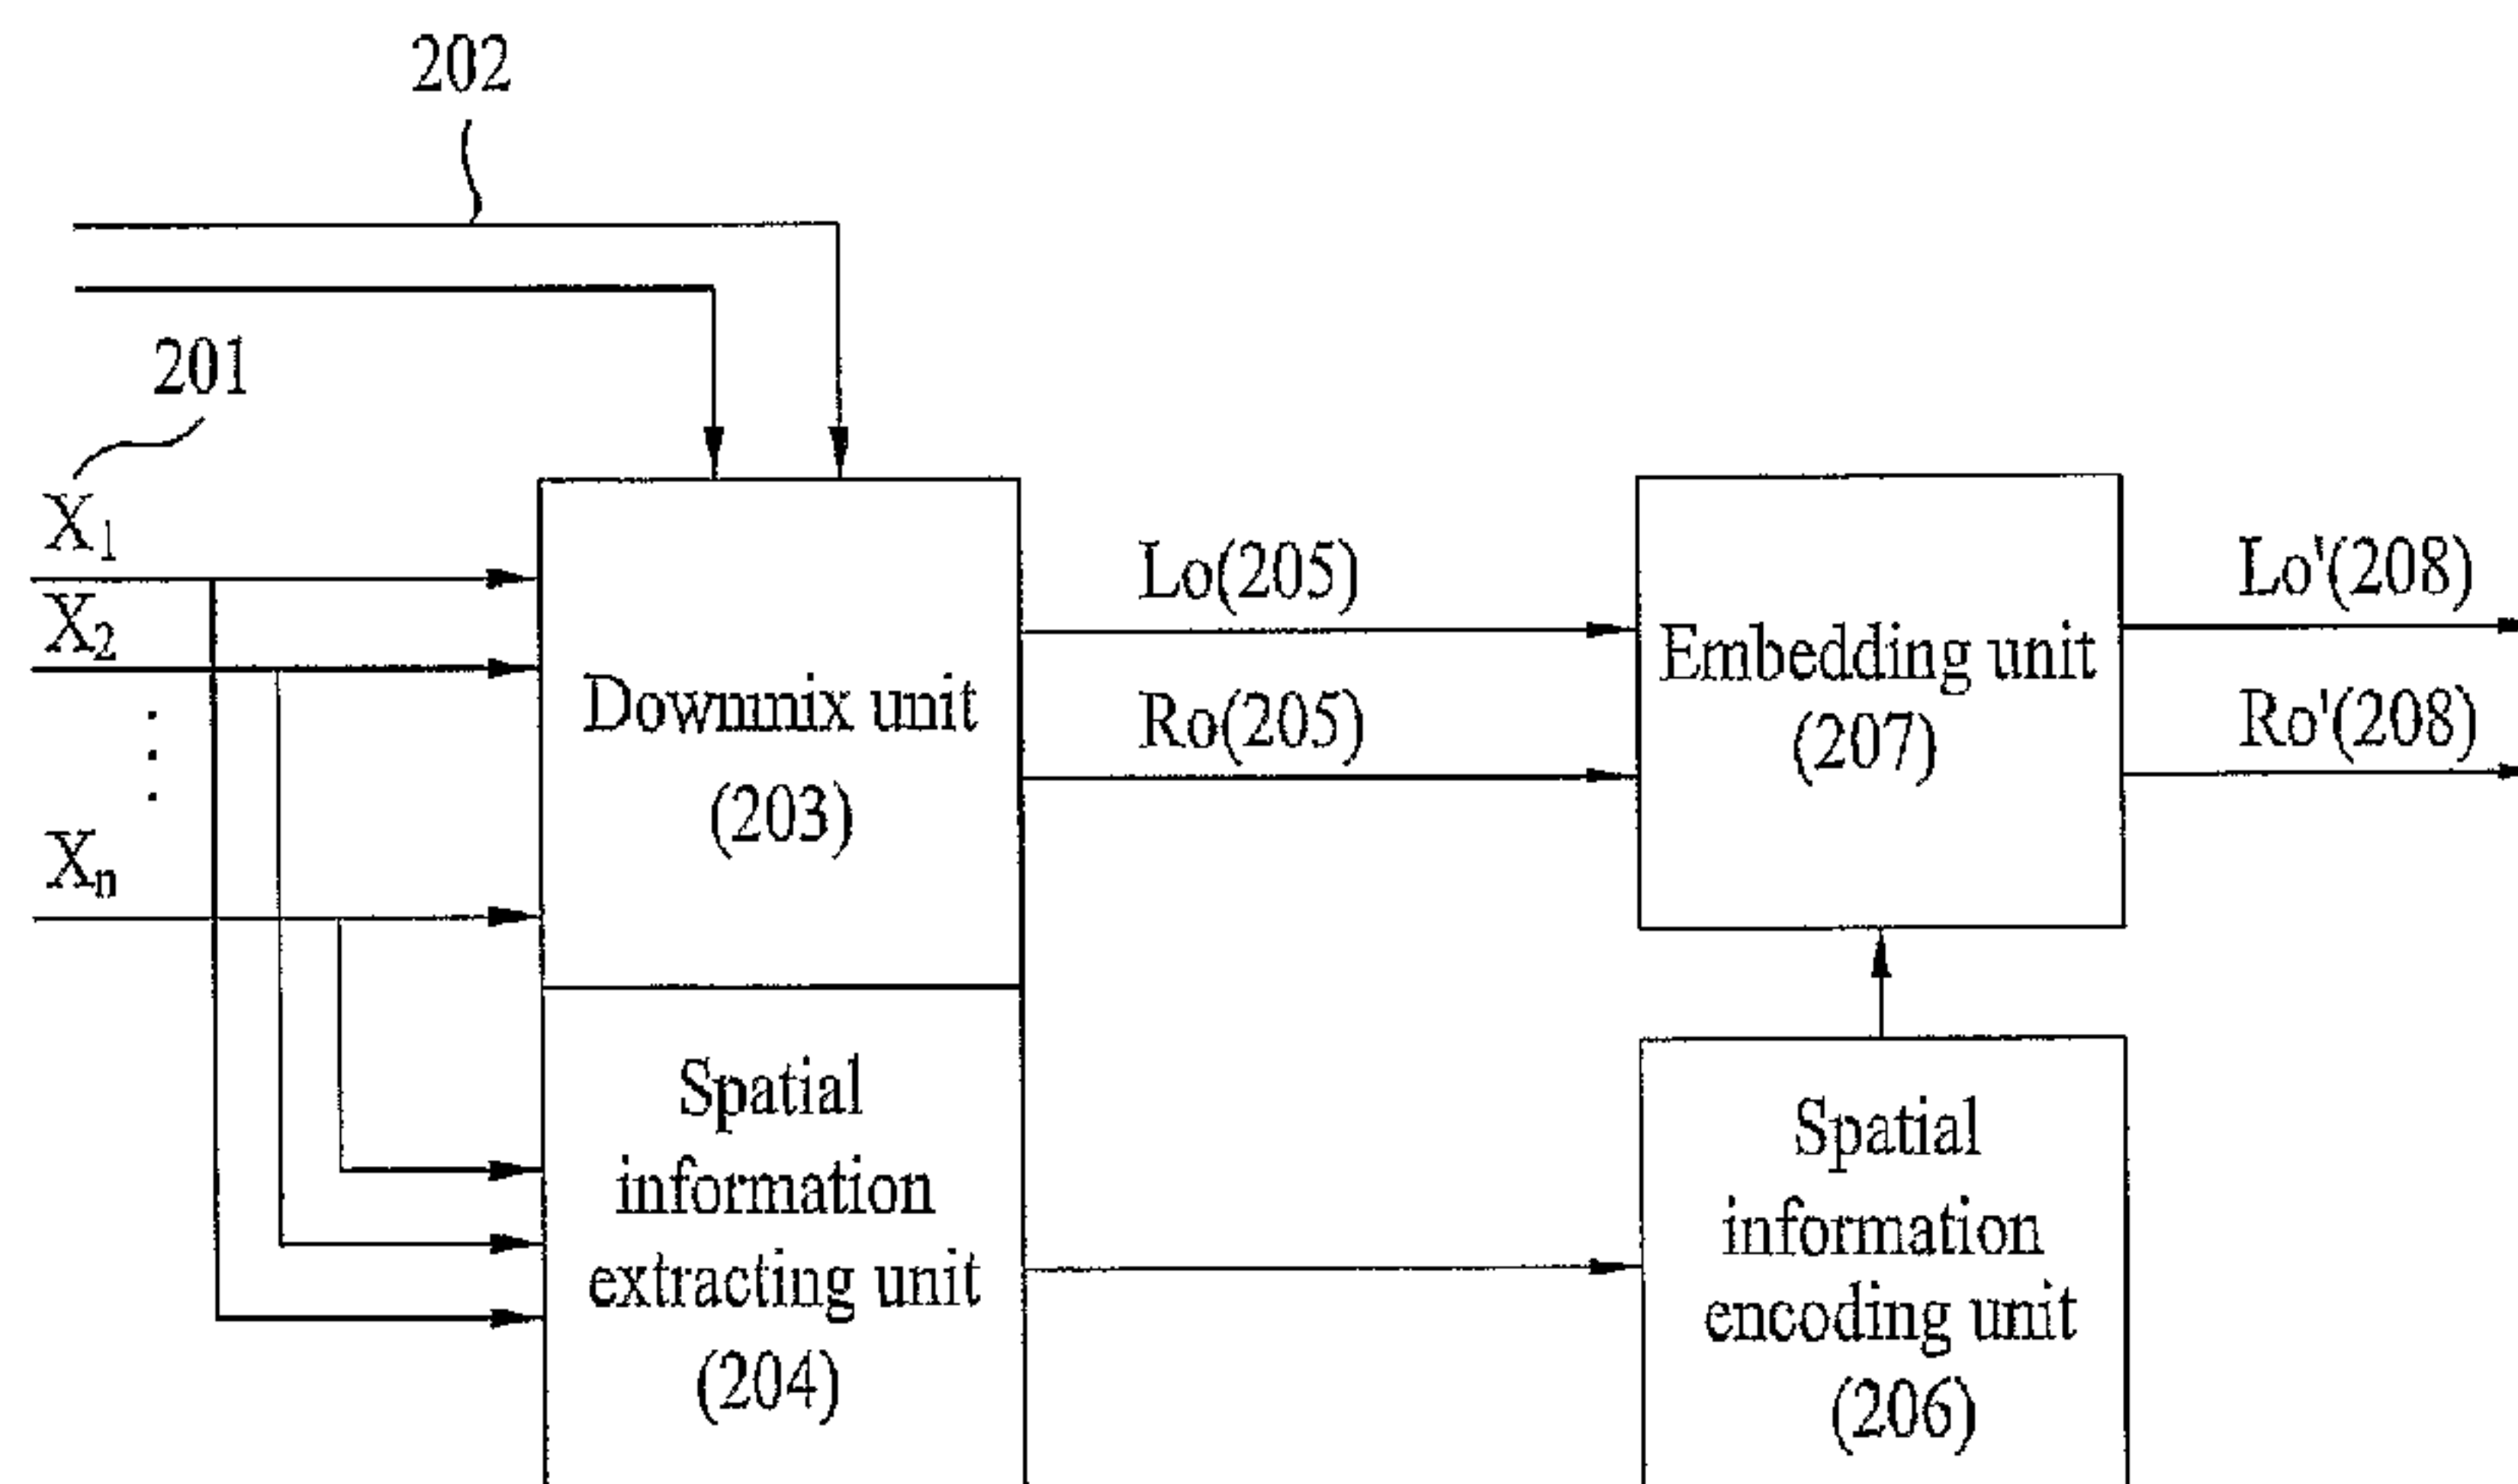 202
201
X1
X2
Xn
Downmix unit
(203)
Lo(205)
Ro(205)
Embedding unit
(207)
Lo'(208)
Ro'(208)
Spatial
information
extracting unit
(204)
Spatial
information
encoding unit
(206)